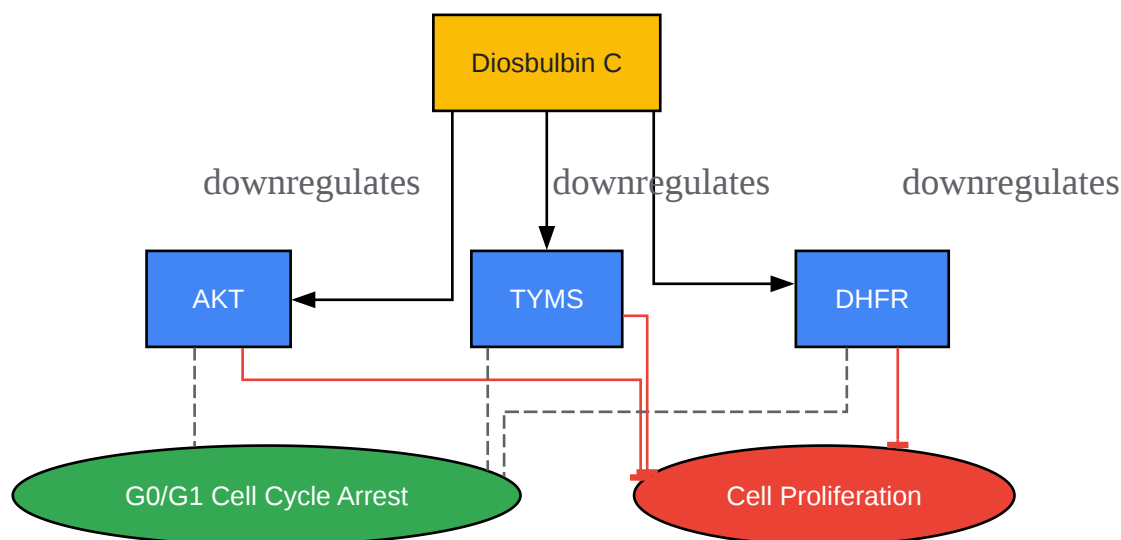 Diosbulbin C
downregulates
downregulates
downregulates
AKT
TYMS
DHFR
G0/G1 Cell Cycle Arrest
Cell Proliferation